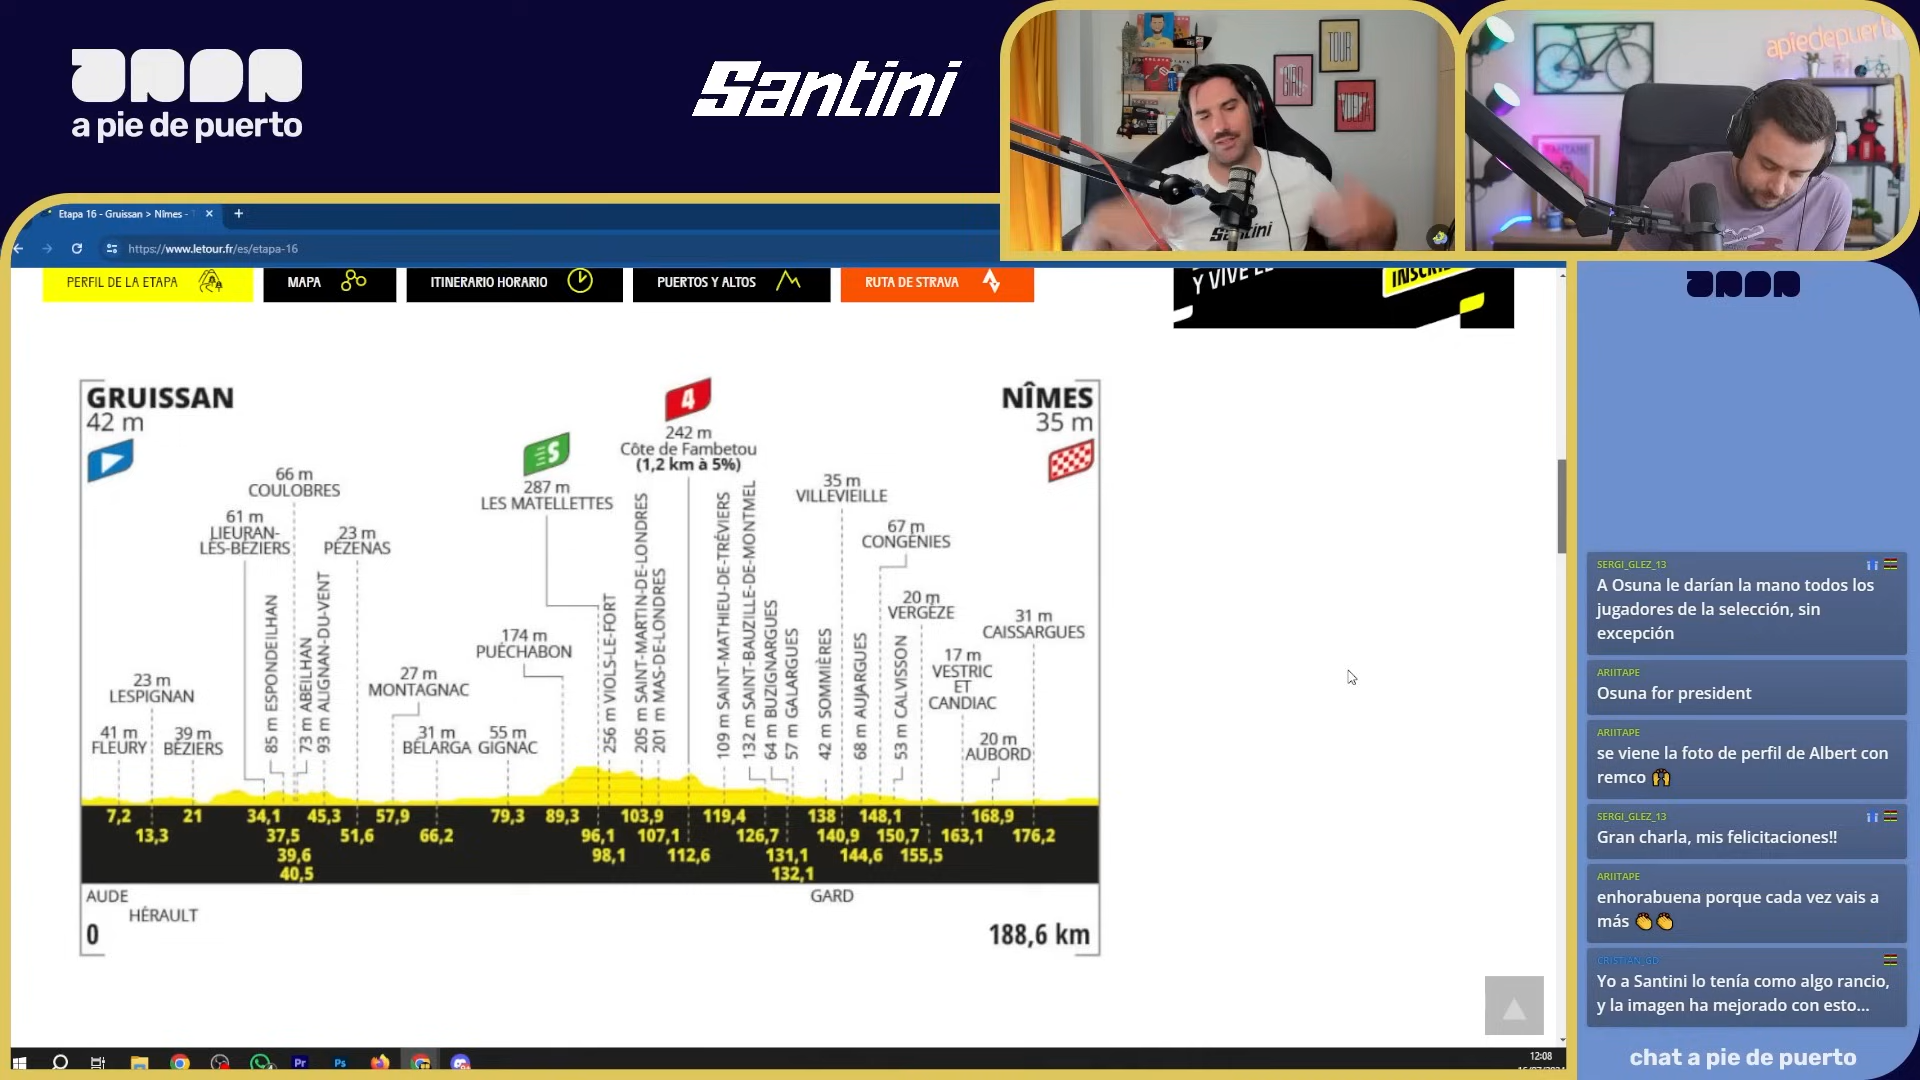 a pie de puerto
Santini
TOUR
GIRO
Santini
apiedepuerto
Etapa 16 - Gruissan > Nîmes -
https://www.letour.fr/es/etapa-16
PERFIL DE LA ETAPA
MAPA
ITINERARIO HORARIO
PUERTOS Y ALTOS
RUTA DE STRAVA
GRUISSAN
42 m
NÎMES
35 m
4
242 m
Côte de Fambetou
(1,2 km à 5%)
S
287 m
LES MATELLETTES
66 m
COULOBRES
61 m
LIEURAN-
LÈS-BÉZIERS
23 m
PÉZENAS
35 m
VILLEVIEILLE
67 m
CONGÉNIES
20 m
VERGÈZE
31 m
CAISSARGUES
174 m
PUÉCHABON
17 m
VESTRIC
ET
CANDIAC
23 m
LESPIGNAN
27 m
MONTAGNAC
41 m
FLEURY
39 m
BÉZIERS
31 m
BÉLARGA
55 m
GIGNAC
20 m
AUBORD
85 m ESPONDEILHAN
73 m ABEILHAN
93 m ALIGNAN-DU-VENT
256 m VIOLS-LE-FORT
205 m SAINT-MARTIN-DE-LONDRES
201 m MAS-DE-LONDRES
109 m SAINT-MATHIEU-DE-TRÉVIERS
132 m SAINT-BAUZILLE-DE-MONTMEL
64 m BUZIGNARGUES
57 m GALARGUES
42 m SOMMIÈRES
68 m AUJARGUES
53 m CALVISSON
7,2 21 34,1 45,3 57,9 79,3 89,3 103,9 119,4 138 148,1 168,9
13,3 37,5 51,6 66,2 96,1 107,1 126,7 140,9 150,7 163,1 176,2
39,6 98,1 112,6 131,1 144,6 155,5
40,5 132,1
AUDE
HÉRAULT
GARD
0
188,6 km
12:08
SERGI_GLEZ_13
A Osuna le darían la mano todos los
jugadores de la selección, sin
excepción
ARIITAPE
Osuna for president
ARIITAPE
se viene la foto de perfil de Albert con
remco
SERGI_GLEZ_13
Gran charla, mis felicitaciones!!
ARIITAPE
enhorabuena porque cada vez vais a
más
Yo a Santini lo tenía como algo rancio,
y la imagen ha mejorado con esto...
chat a pie de puerto